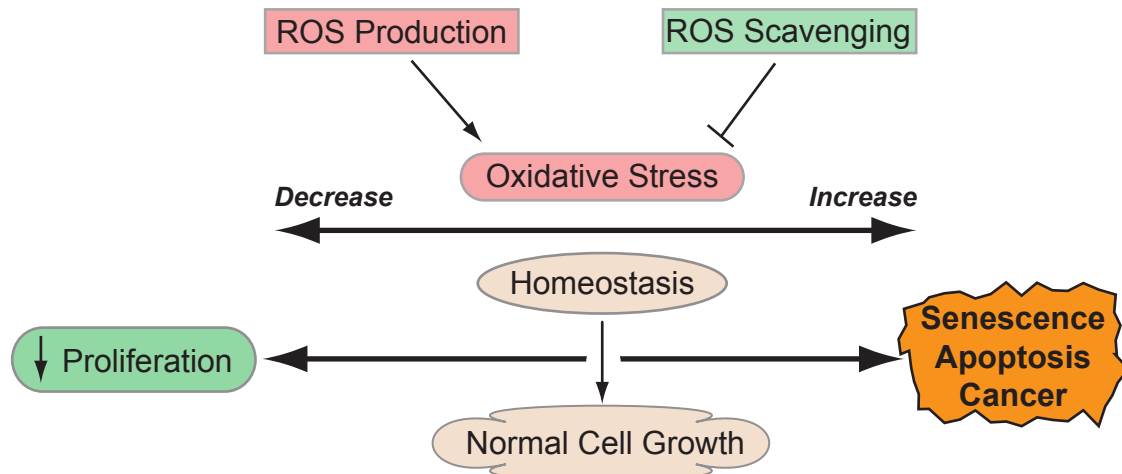 ROS Production
ROS Scavenging
Oxidative Stress
Decrease
Increase
Homeostasis
Proliferation
Senescence
Apoptosis
Cancer
Normal Cell Growth